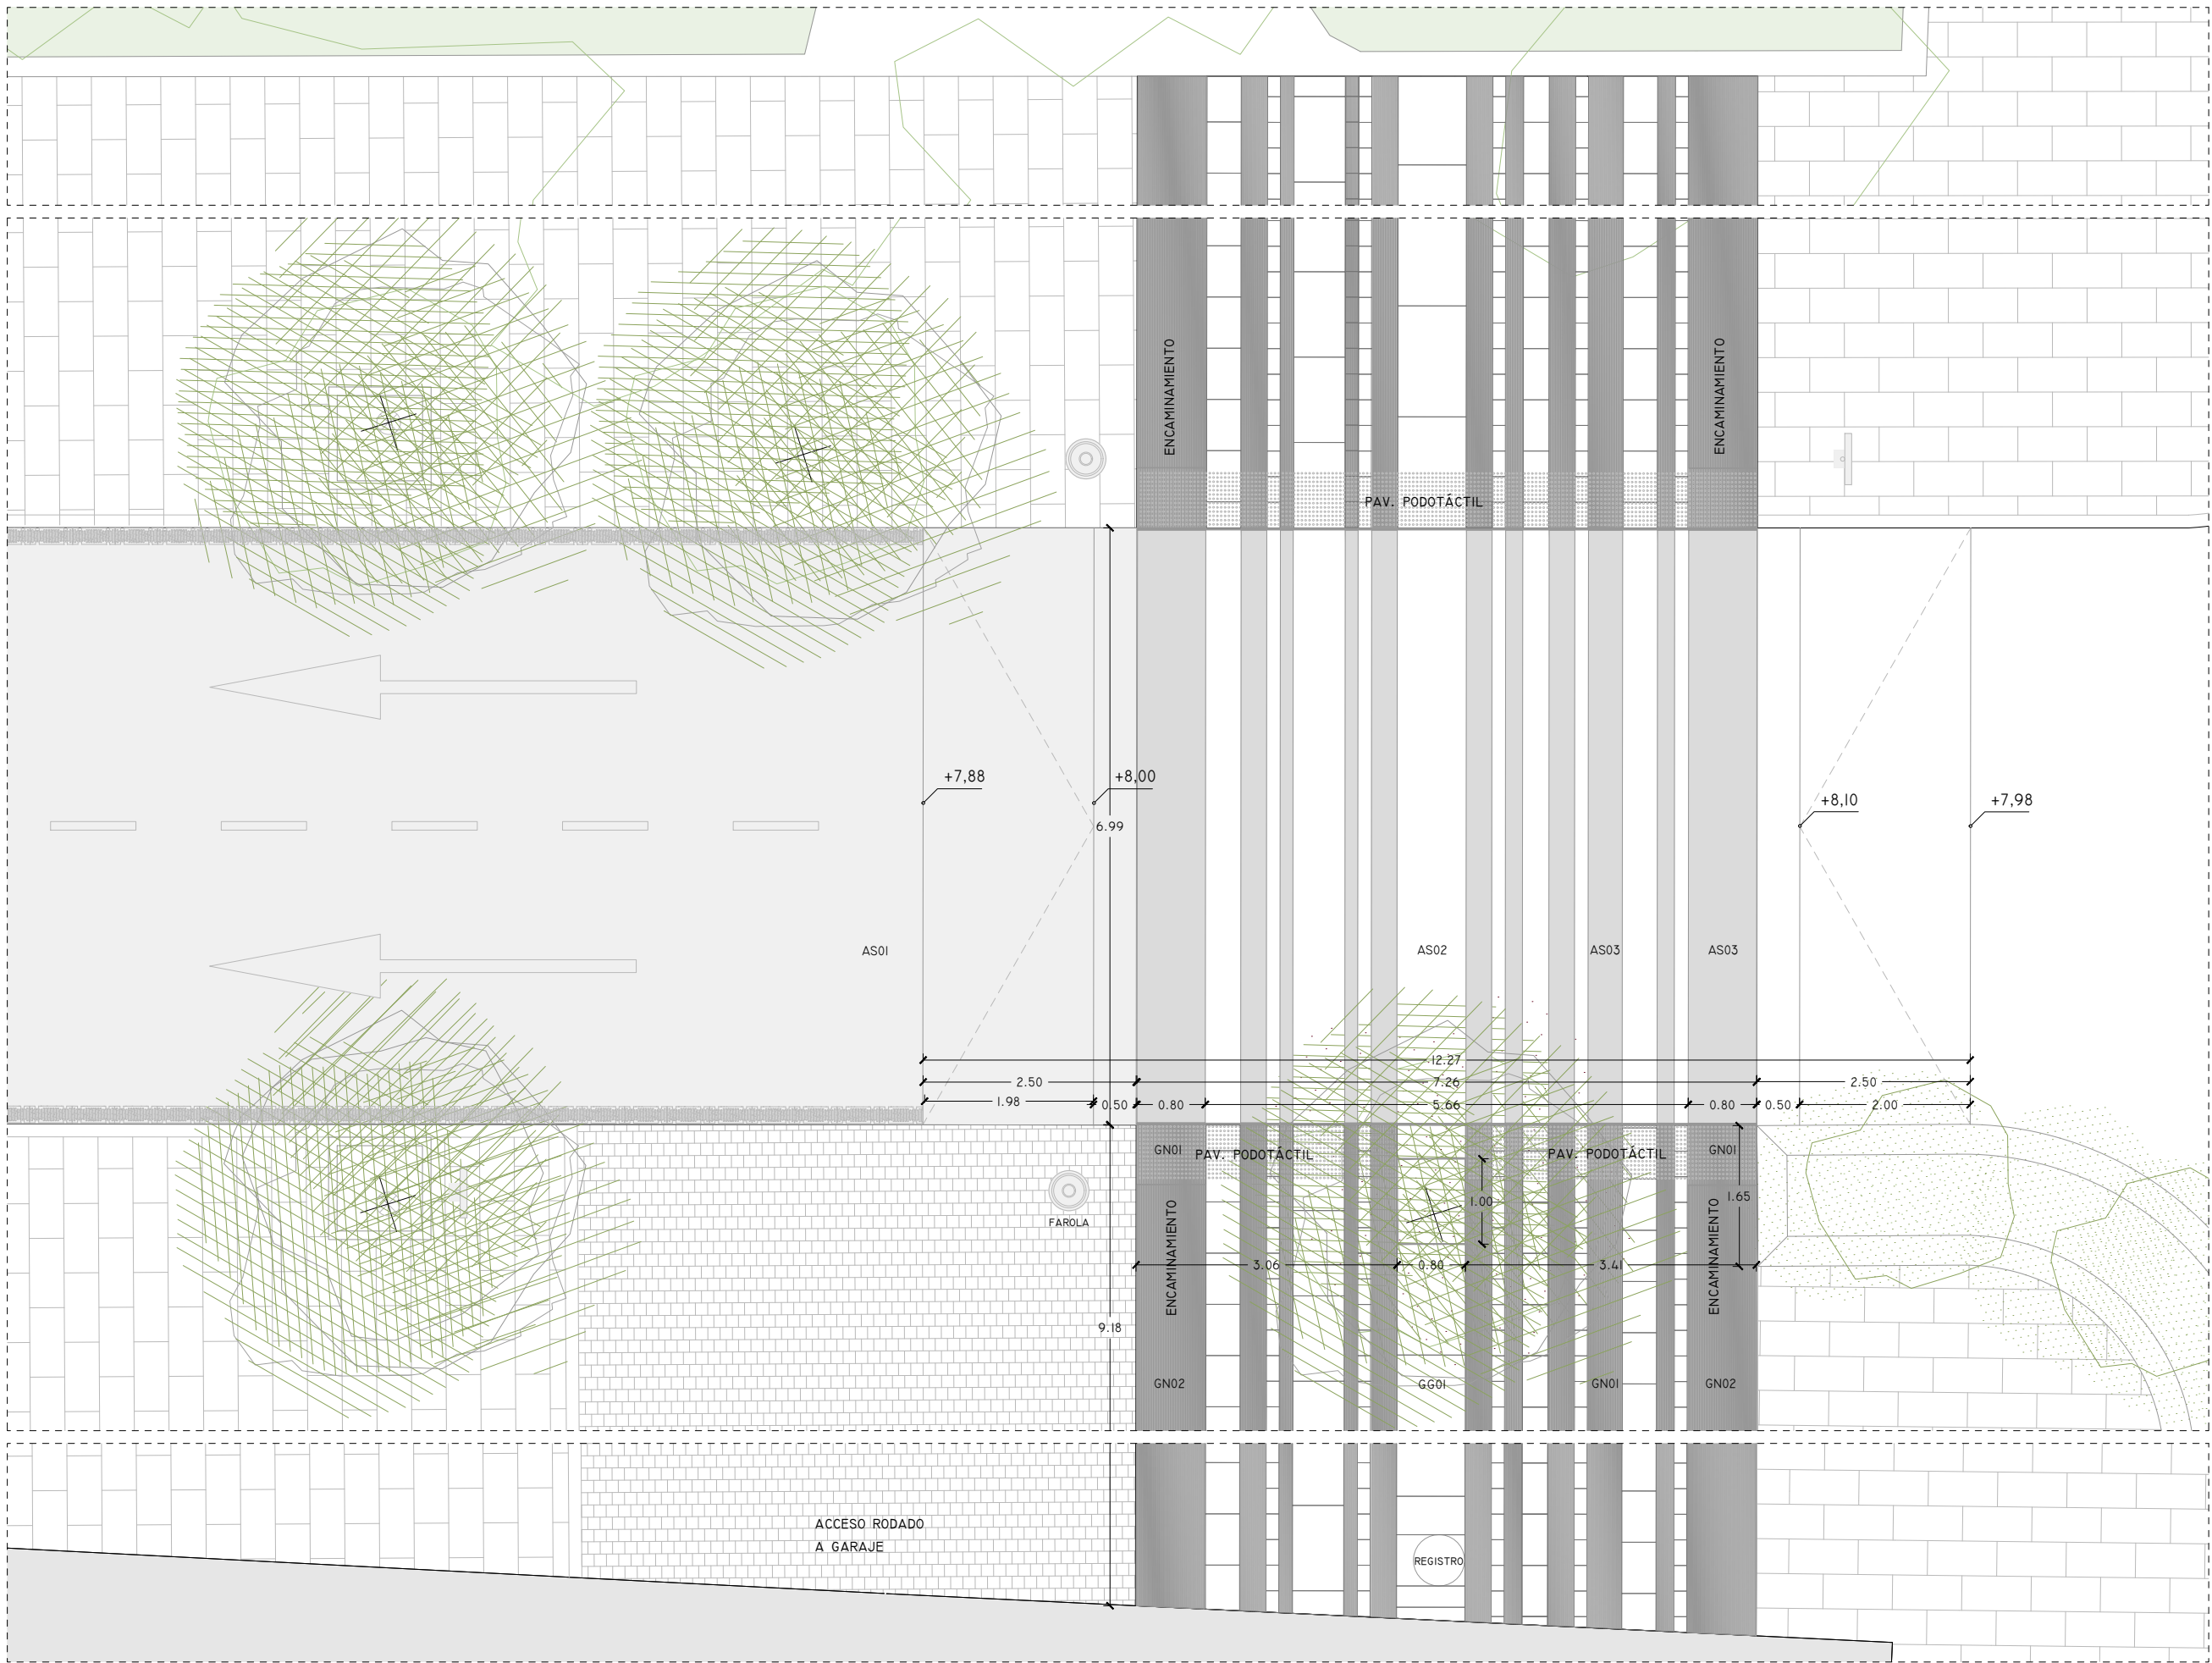 ENCAMINAMIENTO
ENCAMINAMIENTO
PAV. PODOTÁCTIL
+7,88
+8,00
+8,10
+7,98
6.99
AS01
AS02
AS03
AS03
12.27
2.50
7.26
2.50
1.98
0.50
0.80
5.66
0.80
0.50
2.00
GN01
PAV. PODOTÁCTIL
PAV. PODOTÁCTIL
GN01
1.65
1.00
FAROLA
ENCAMINAMIENTO
ENCAMINAMIENTO
3.06
0.80
3.41
9.18
GN02
GG01
GN01
GN02
ACCESO RODADO
A GARAJE
REGISTRO